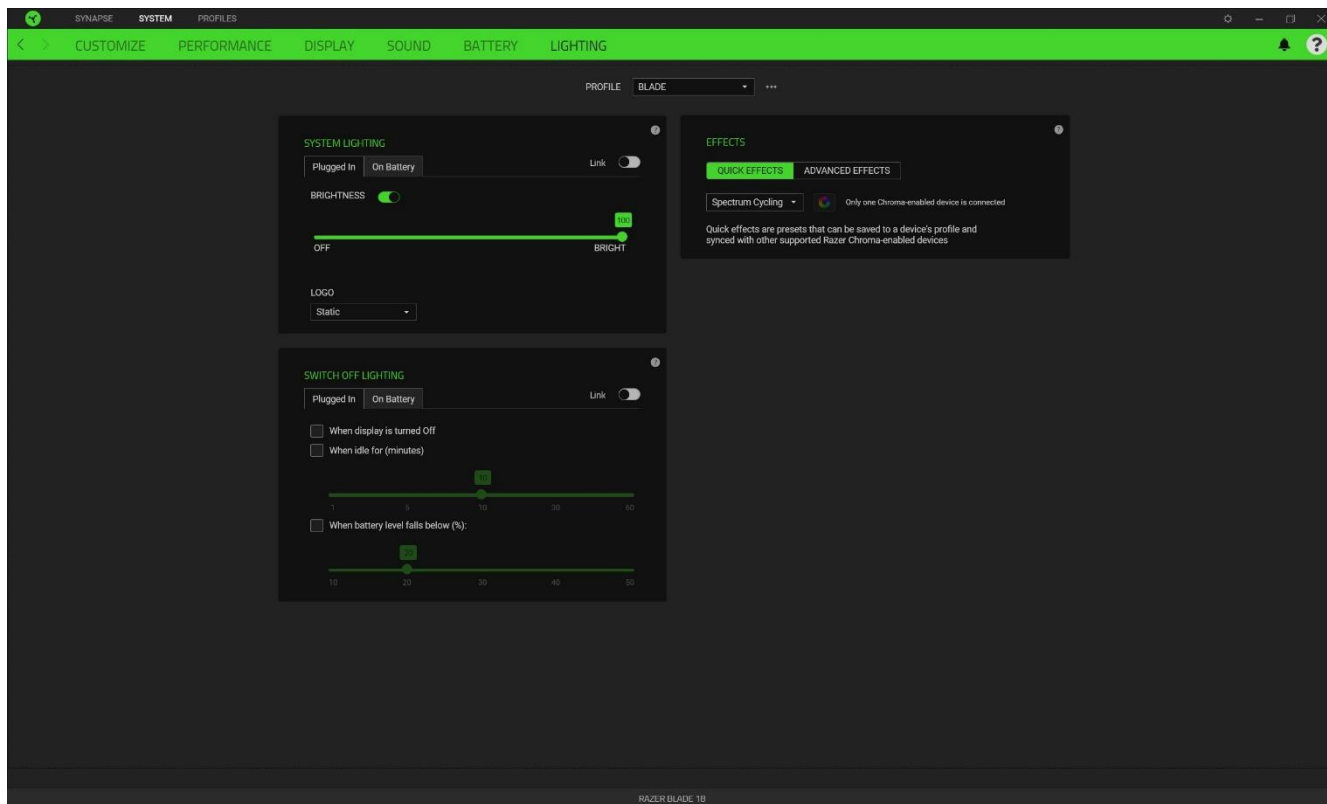 SYNAPSE SYSTEM PROFILES
CUSTOMIZE PERFORMANCE DISPLAY SOUND BATTERY LIGHTING
PROFILE BLADE
SYSTEM LIGHTING
Plugged In On Battery Link
BRIGHTNESS
100
OFF BRIGHT
LOGO
Static
EFFECTS
QUICK EFFECTS ADVANCED EFFECTS
Spectrum Cycling Only one Chroma-enabled device is connected
Quick effects are presets that can be saved to a device's profile and
synced with other supported Razer Chroma-enabled devices
SWITCH OFF LIGHTING
Plugged In On Battery Link
When display is turned Off
When idle for (minutes)
10
1 5 10 30 60
When battery level falls below (%):
20
10 20 30 40 50
RAZER BLADE 18